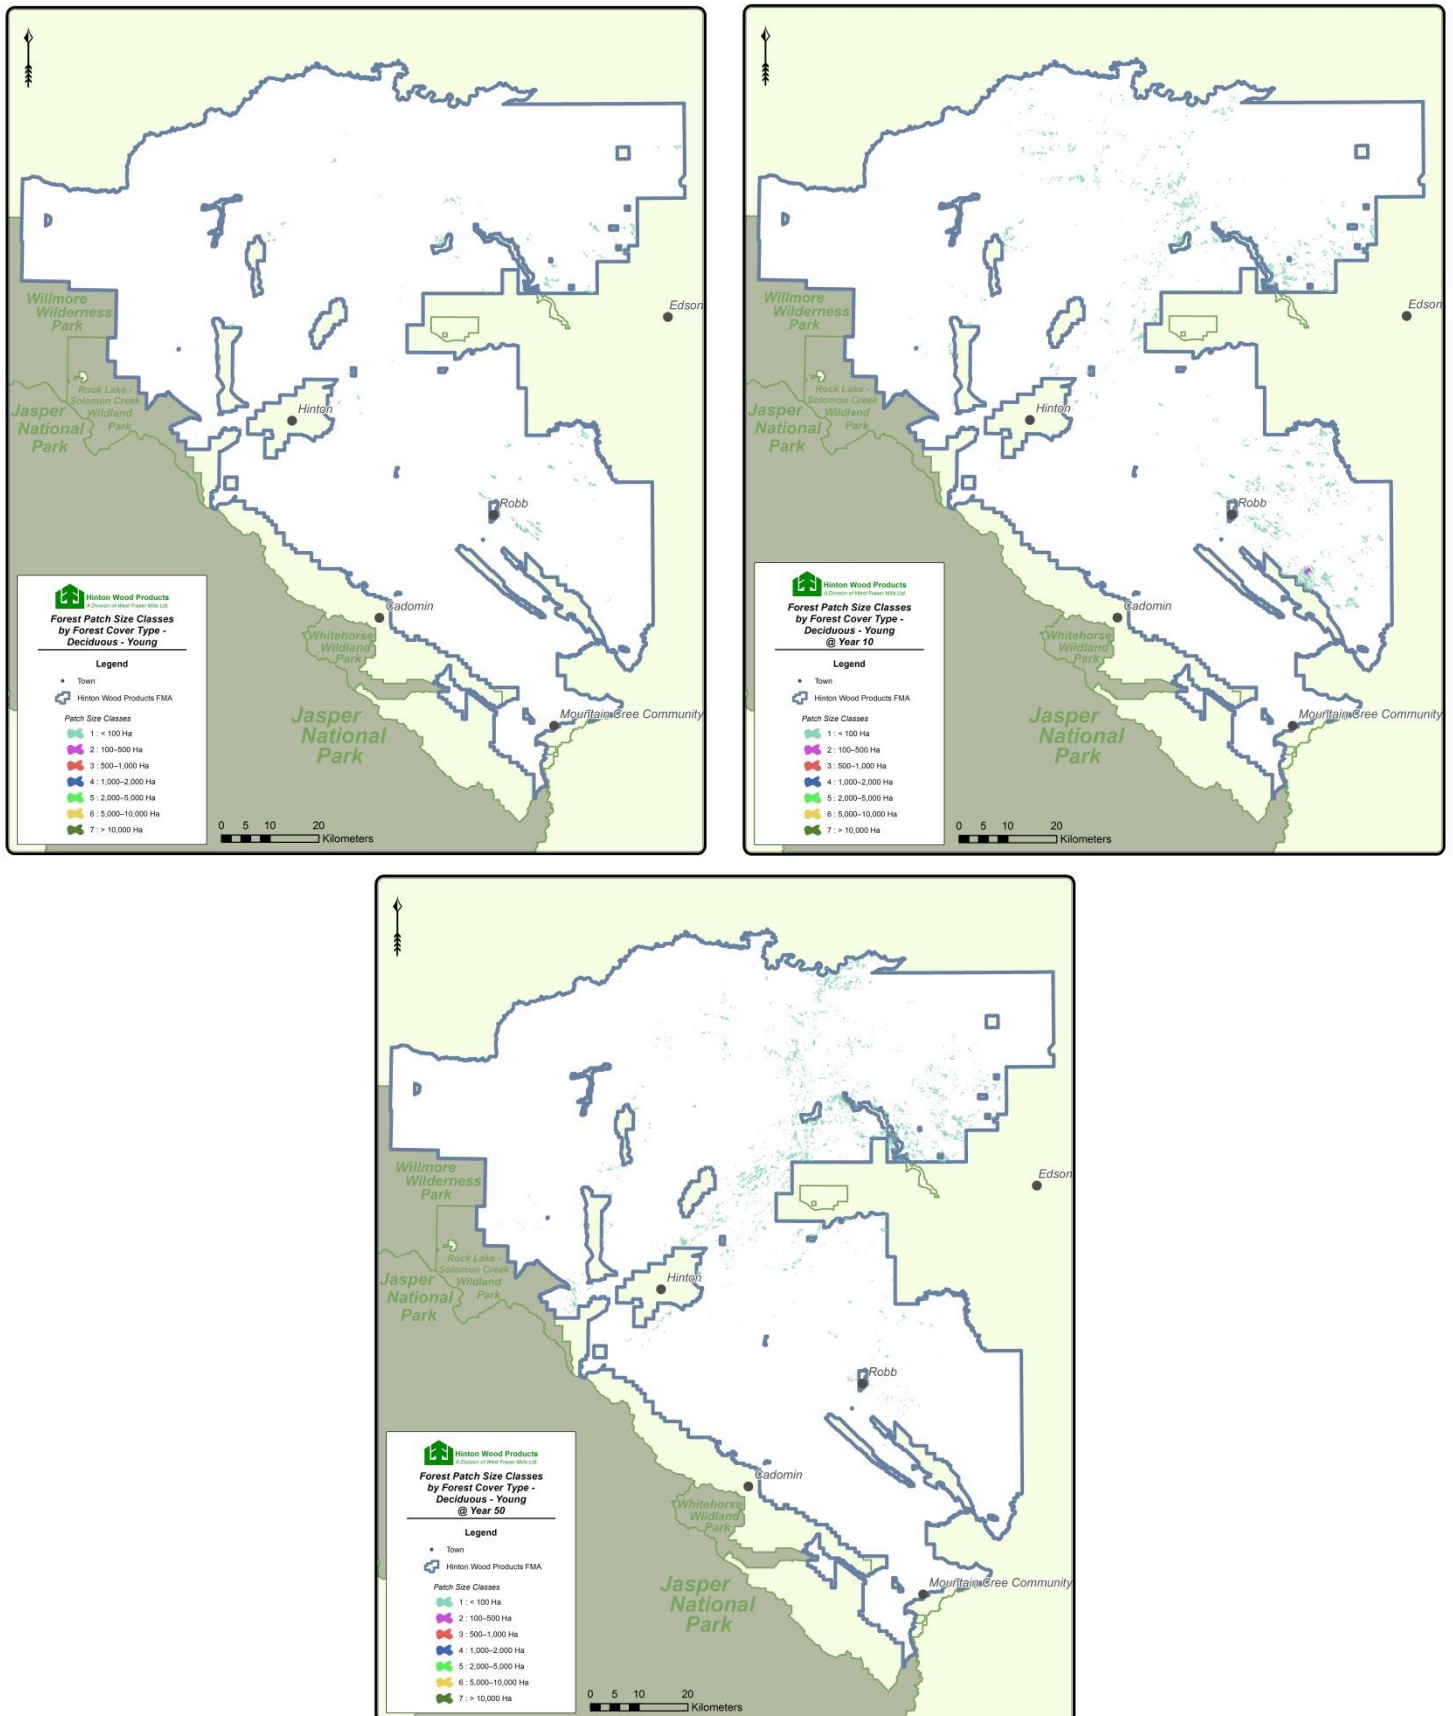 Edson
Willmore
Wilderness
Park
Rock Lake -
Solomon Creek
Wildland
Park
Jasper
National
Park
Hinton
Robb
Cadomin
Whitehorse
Wildland
Park
Jasper
National
Park
Mountain Cree Community
Hinton Wood Products
A Division of West Fraser Mills Ltd.
Forest Patch Size Classes
by Forest Cover Type -
Deciduous - Young
Legend
Town
Hinton Wood Products FMA
Patch Size Classes
1 : < 100 Ha
2 : 100–500 Ha
3 : 500–1,000 Ha
4 : 1,000–2,000 Ha
5 : 2,000–5,000 Ha
6 : 5,000–10,000 Ha
7 : > 10,000 Ha
0 5 10 20
Kilometers
Edson
Willmore
Wilderness
Park
Rock Lake -
Solomon Creek
Wildland
Park
Jasper
National
Park
Hinton
Robb
Cadomin
Whitehorse
Wildland
Park
Jasper
National
Park
Mountain Cree Community
Hinton Wood Products
A Division of West Fraser Mills Ltd.
Forest Patch Size Classes
by Forest Cover Type -
Deciduous - Young
@ Year 10
Legend
Town
Hinton Wood Products FMA
Patch Size Classes
1 : < 100 Ha
2 : 100–500 Ha
3 : 500–1,000 Ha
4 : 1,000–2,000 Ha
5 : 2,000–5,000 Ha
6 : 5,000–10,000 Ha
7 : > 10,000 Ha
0 5 10 20
Kilometers
Edson
Willmore
Wilderness
Park
Rock Lake -
Solomon Creek
Wildland
Park
Jasper
National
Park
Hinton
Robb
Cadomin
Whitehorse
Wildland
Park
Jasper
National
Park
Mountain Cree Community
Hinton Wood Products
A Division of West Fraser Mills Ltd.
Forest Patch Size Classes
by Forest Cover Type -
Deciduous - Young
@ Year 50
Legend
Town
Hinton Wood Products FMA
Patch Size Classes
1 : < 100 Ha
2 : 100–500 Ha
3 : 500–1,000 Ha
4 : 1,000–2,000 Ha
5 : 2,000–5,000 Ha
6 : 5,000–10,000 Ha
7 : > 10,000 Ha
0 5 10 20
Kilometers